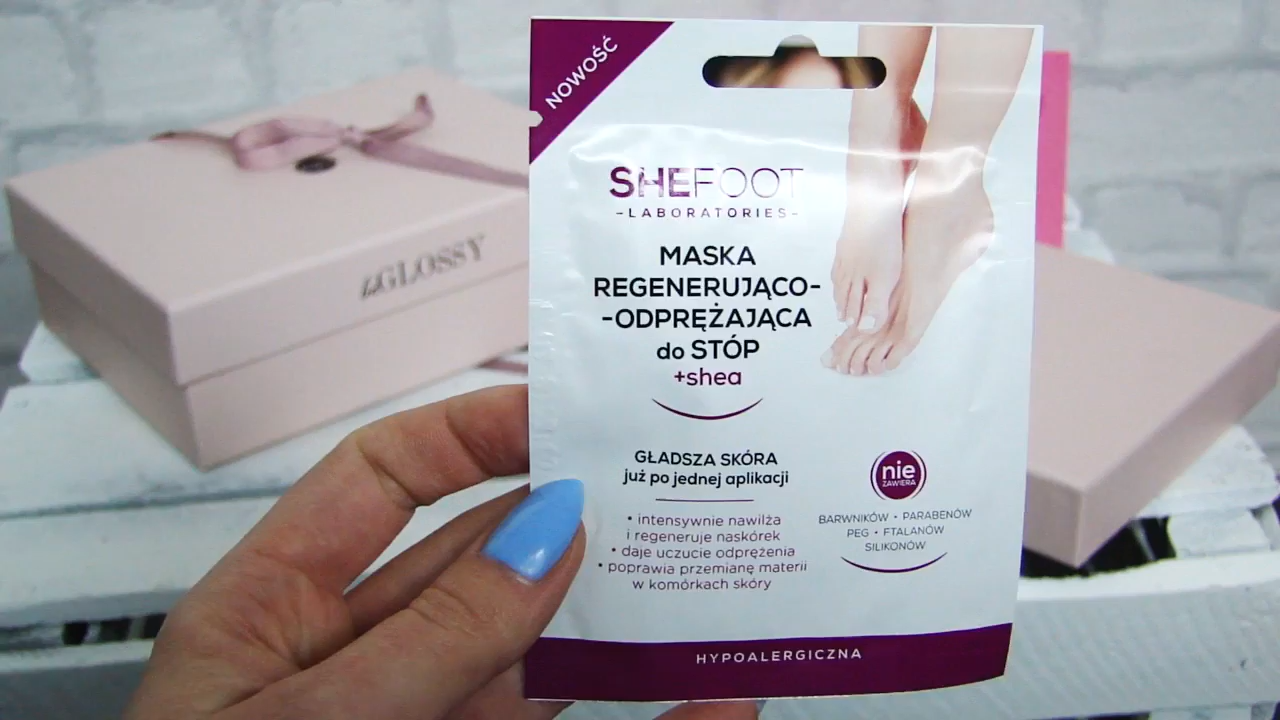 NOWOŚĆ
SHEFOOT
-LABORATORIES-
MASKA
REGENERUJĄCO-
-ODPRĘŻAJĄCA
do STÓP
+shea
GŁADSZA SKÓRA
już po jednej aplikacji
• intensywnie nawilża
i regeneruje naskórek
• daje uczucie odprężenia
• poprawia przemianę materii
w komórkach skóry
nie
ZAWIERA
BARWNIKÓW • PARABENÓW
PEG • FTALANÓW
SILIKONÓW
HYPOALERGICZNA
beGLOSSY